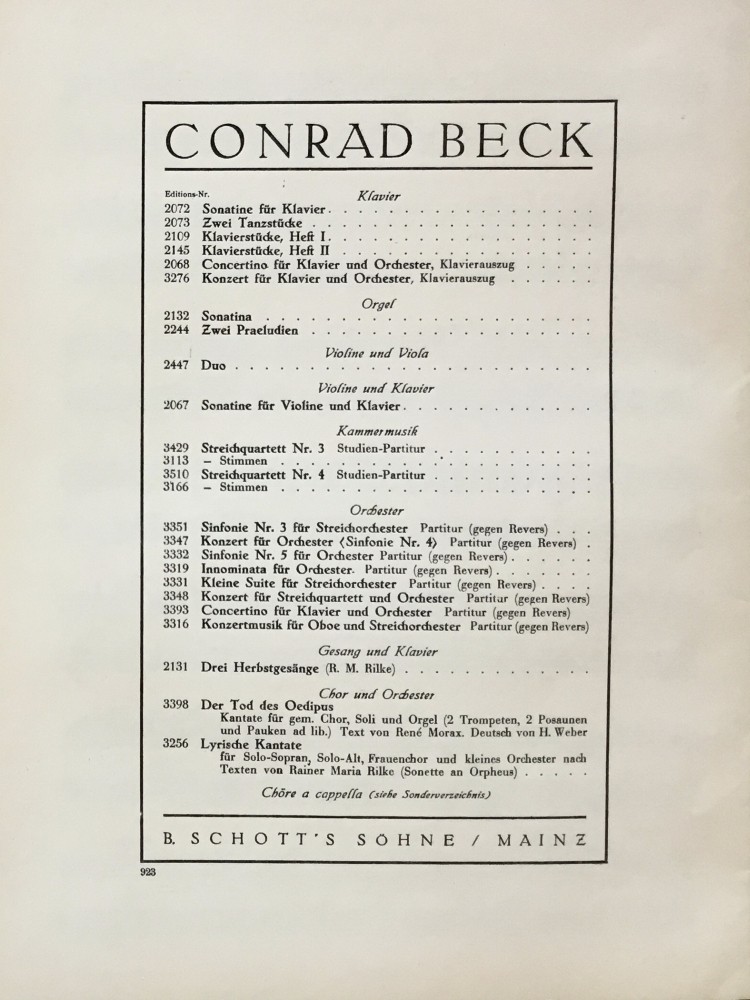 CONRAD BECK
Editions-Nr.
Klavier
2072 Sonatine für Klavier . . . . . . . . . . . . . . . . . .
2073 Zwei Tanzstücke . . . . . . . . . . . . . . . . . . .
2109 Klavierstücke, Heft I . . . . . . . . . . . . . . . . . .
2145 Klavierstücke, Heft II . . . . . . . . . . . . . . . . .
2068 Concertino für Klavier und Orchester, Klavierauszug . . . . .
3276 Konzert für Klavier und Orchester, Klavierauszug . . . . . .
Orgel
2132 Sonatina . . . . . . . . . . . . . . . . . . . . .
2244 Zwei Praeludien . . . . . . . . . . . . . . . . . . .
Violine und Viola
2447 Duo . . . . . . . . . . . . . . . . . . . . . . .
Violine und Klavier
2067 Sonatine für Violine und Klavier . . . . . . . . . . . . .
Kammermusik
3429 Streichquartett Nr. 3 Studien-Partitur . . . . . . . . . . .
3113 – Stimmen . . . . . . . . . . . . . . . . . . . .
3510 Streichquartett Nr. 4 Studien-Partitur . . . . . . . . . . .
3166 – Stimmen . . . . . . . . . . . . . . . . . . . .
Orchester
3351 Sinfonie Nr. 3 für Streichorchester Partitur (gegen Revers) . . .
3347 Konzert für Orchester ‹Sinfonie Nr. 4› Partitur (gegen Revers) .
3332 Sinfonie Nr. 5 für Orchester Partitur (gegen Revers) . . . . . .
3319 Innominata für Orchester. Partitur (gegen Revers) . . . . . . .
3331 Kleine Suite für Streichorchester Partitur (gegen Revers) . . . .
3348 Konzert für Streichquartett und Orchester Partitur (gegen Revers)
3393 Concertino für Klavier und Orchester Partitur (gegen Revers)
3316 Konzertmusik für Oboe und Streichorchester Partitur (gegen Revers)
Gesang und Klavier
2131 Drei Herbstgesänge (R. M. Rilke) . . . . . . . . . . . . .
Chor und Orchester
3398 Der Tod des Oedipus
Kantate für gem. Chor, Soli und Orgel (2 Trompeten, 2 Posaunen
und Pauken ad lib.) Text von René Morax. Deutsch von H. Weber
3256 Lyrische Kantate
für Solo-Sopran, Solo-Alt, Frauenchor und kleines Orchester nach
Texten von Rainer Maria Rilke (Sonette an Orpheus) . . . . .
Chöre a cappella (siehe Sonderverzeichnis)
B. SCHOTT'S SÖHNE / MAINZ
923